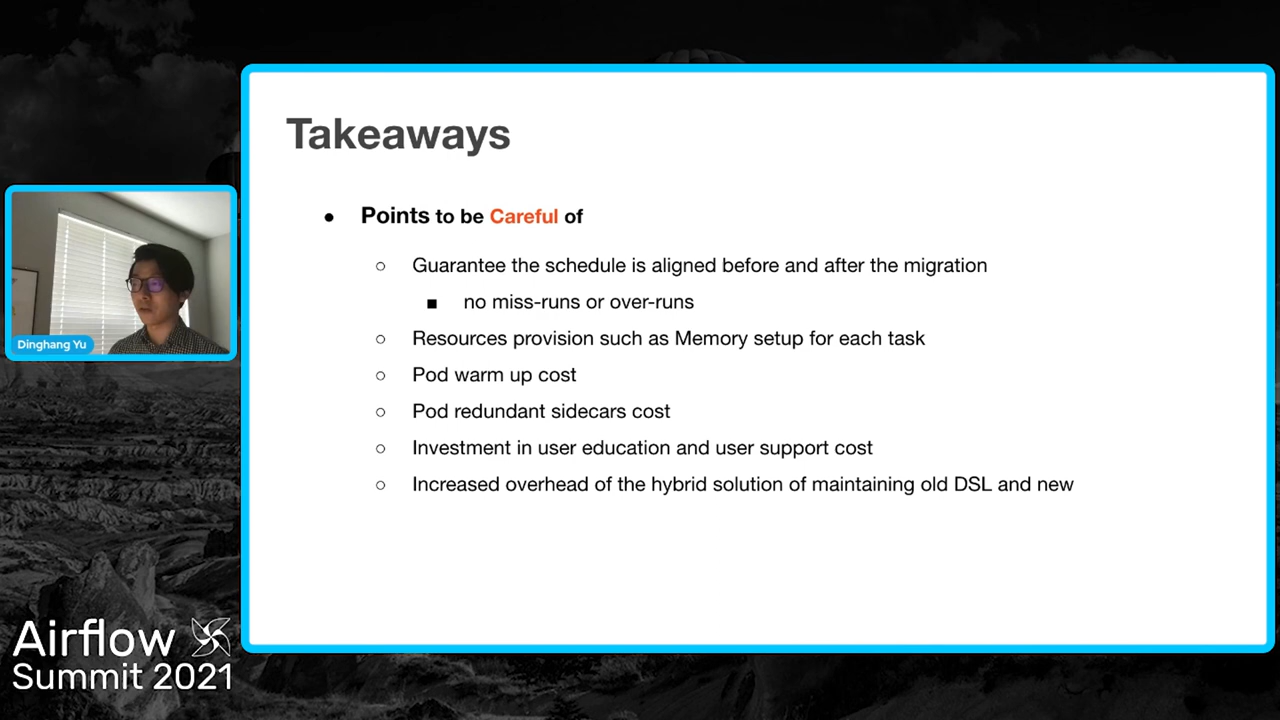 Takeaways
Points to be Careful of
Guarantee the schedule is aligned before and after the migration
no miss-runs or over-runs
Resources provision such as Memory setup for each task
Pod warm up cost
Pod redundant sidecars cost
Investment in user education and user support cost
Increased overhead of the hybrid solution of maintaining old DSL and new
Dinghang Yu
Airflow
Summit 2021